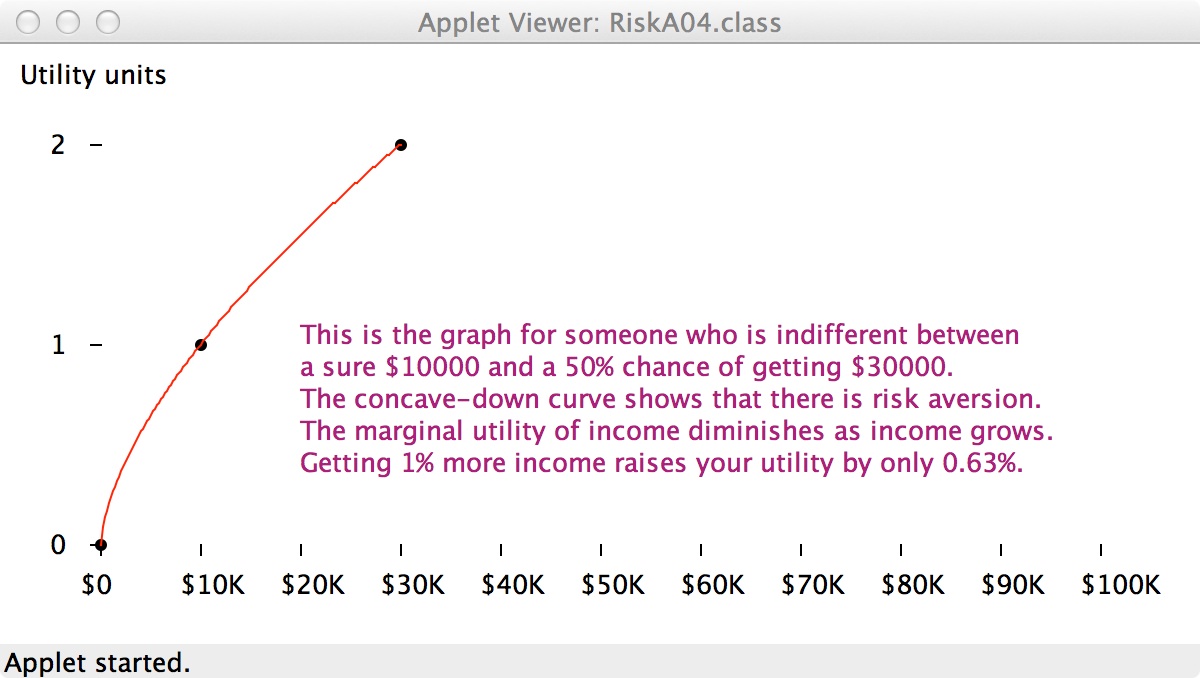 Applet Viewer: RiskA04.class
Utility units
2
1
0
This is the graph for someone who is indifferent between
a sure $10000 and a 50% chance of getting $30000.
The concave-down curve shows that there is risk aversion.
The marginal utility of income diminishes as income grows.
Getting 1% more income raises your utility by only 0.63%.
$0 $10K $20K $30K $40K $50K $60K $70K $80K $90K $100K
Applet started.